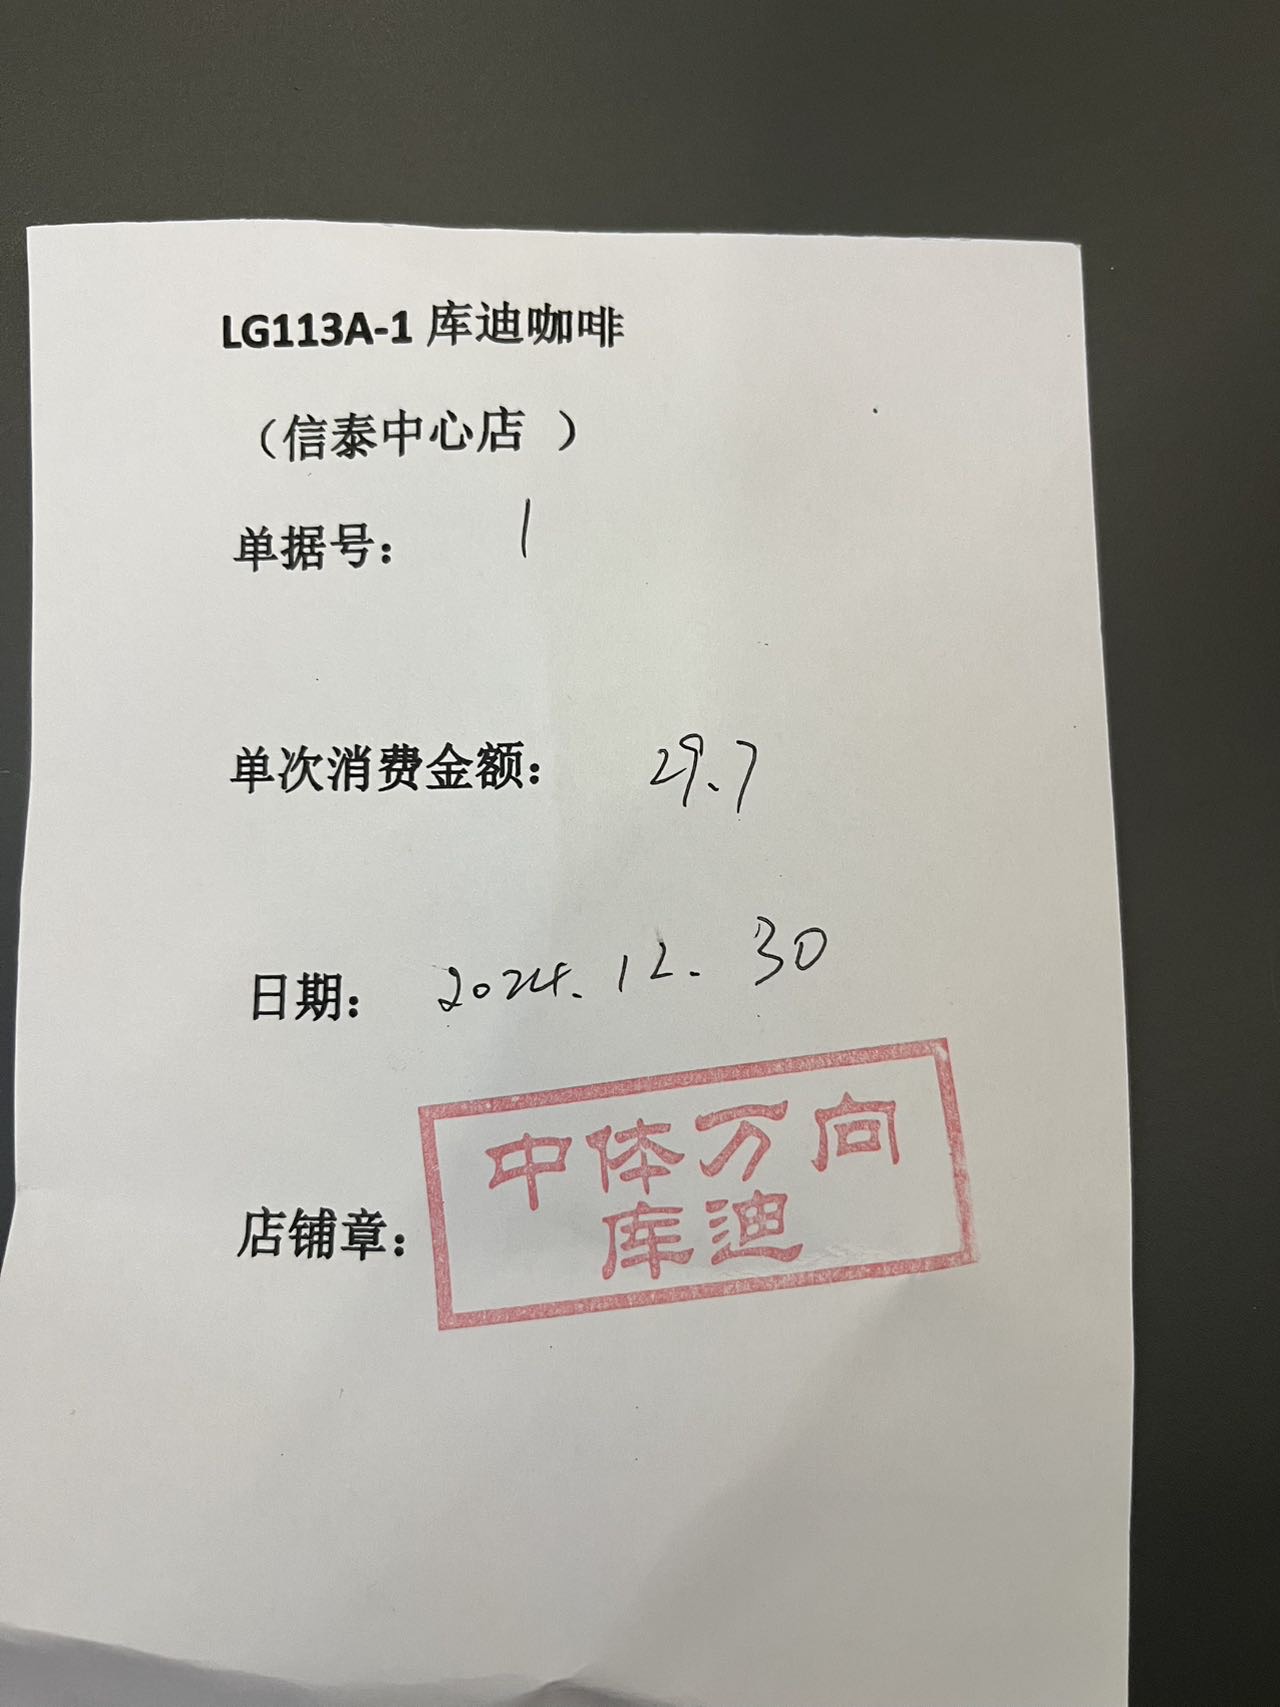 LG113A-1 库迪咖啡
（信泰中心店 ）
单据号： 1
单次消费金额： 29.7
日期： 2024.12.30
店铺章：
中体万向
库迪